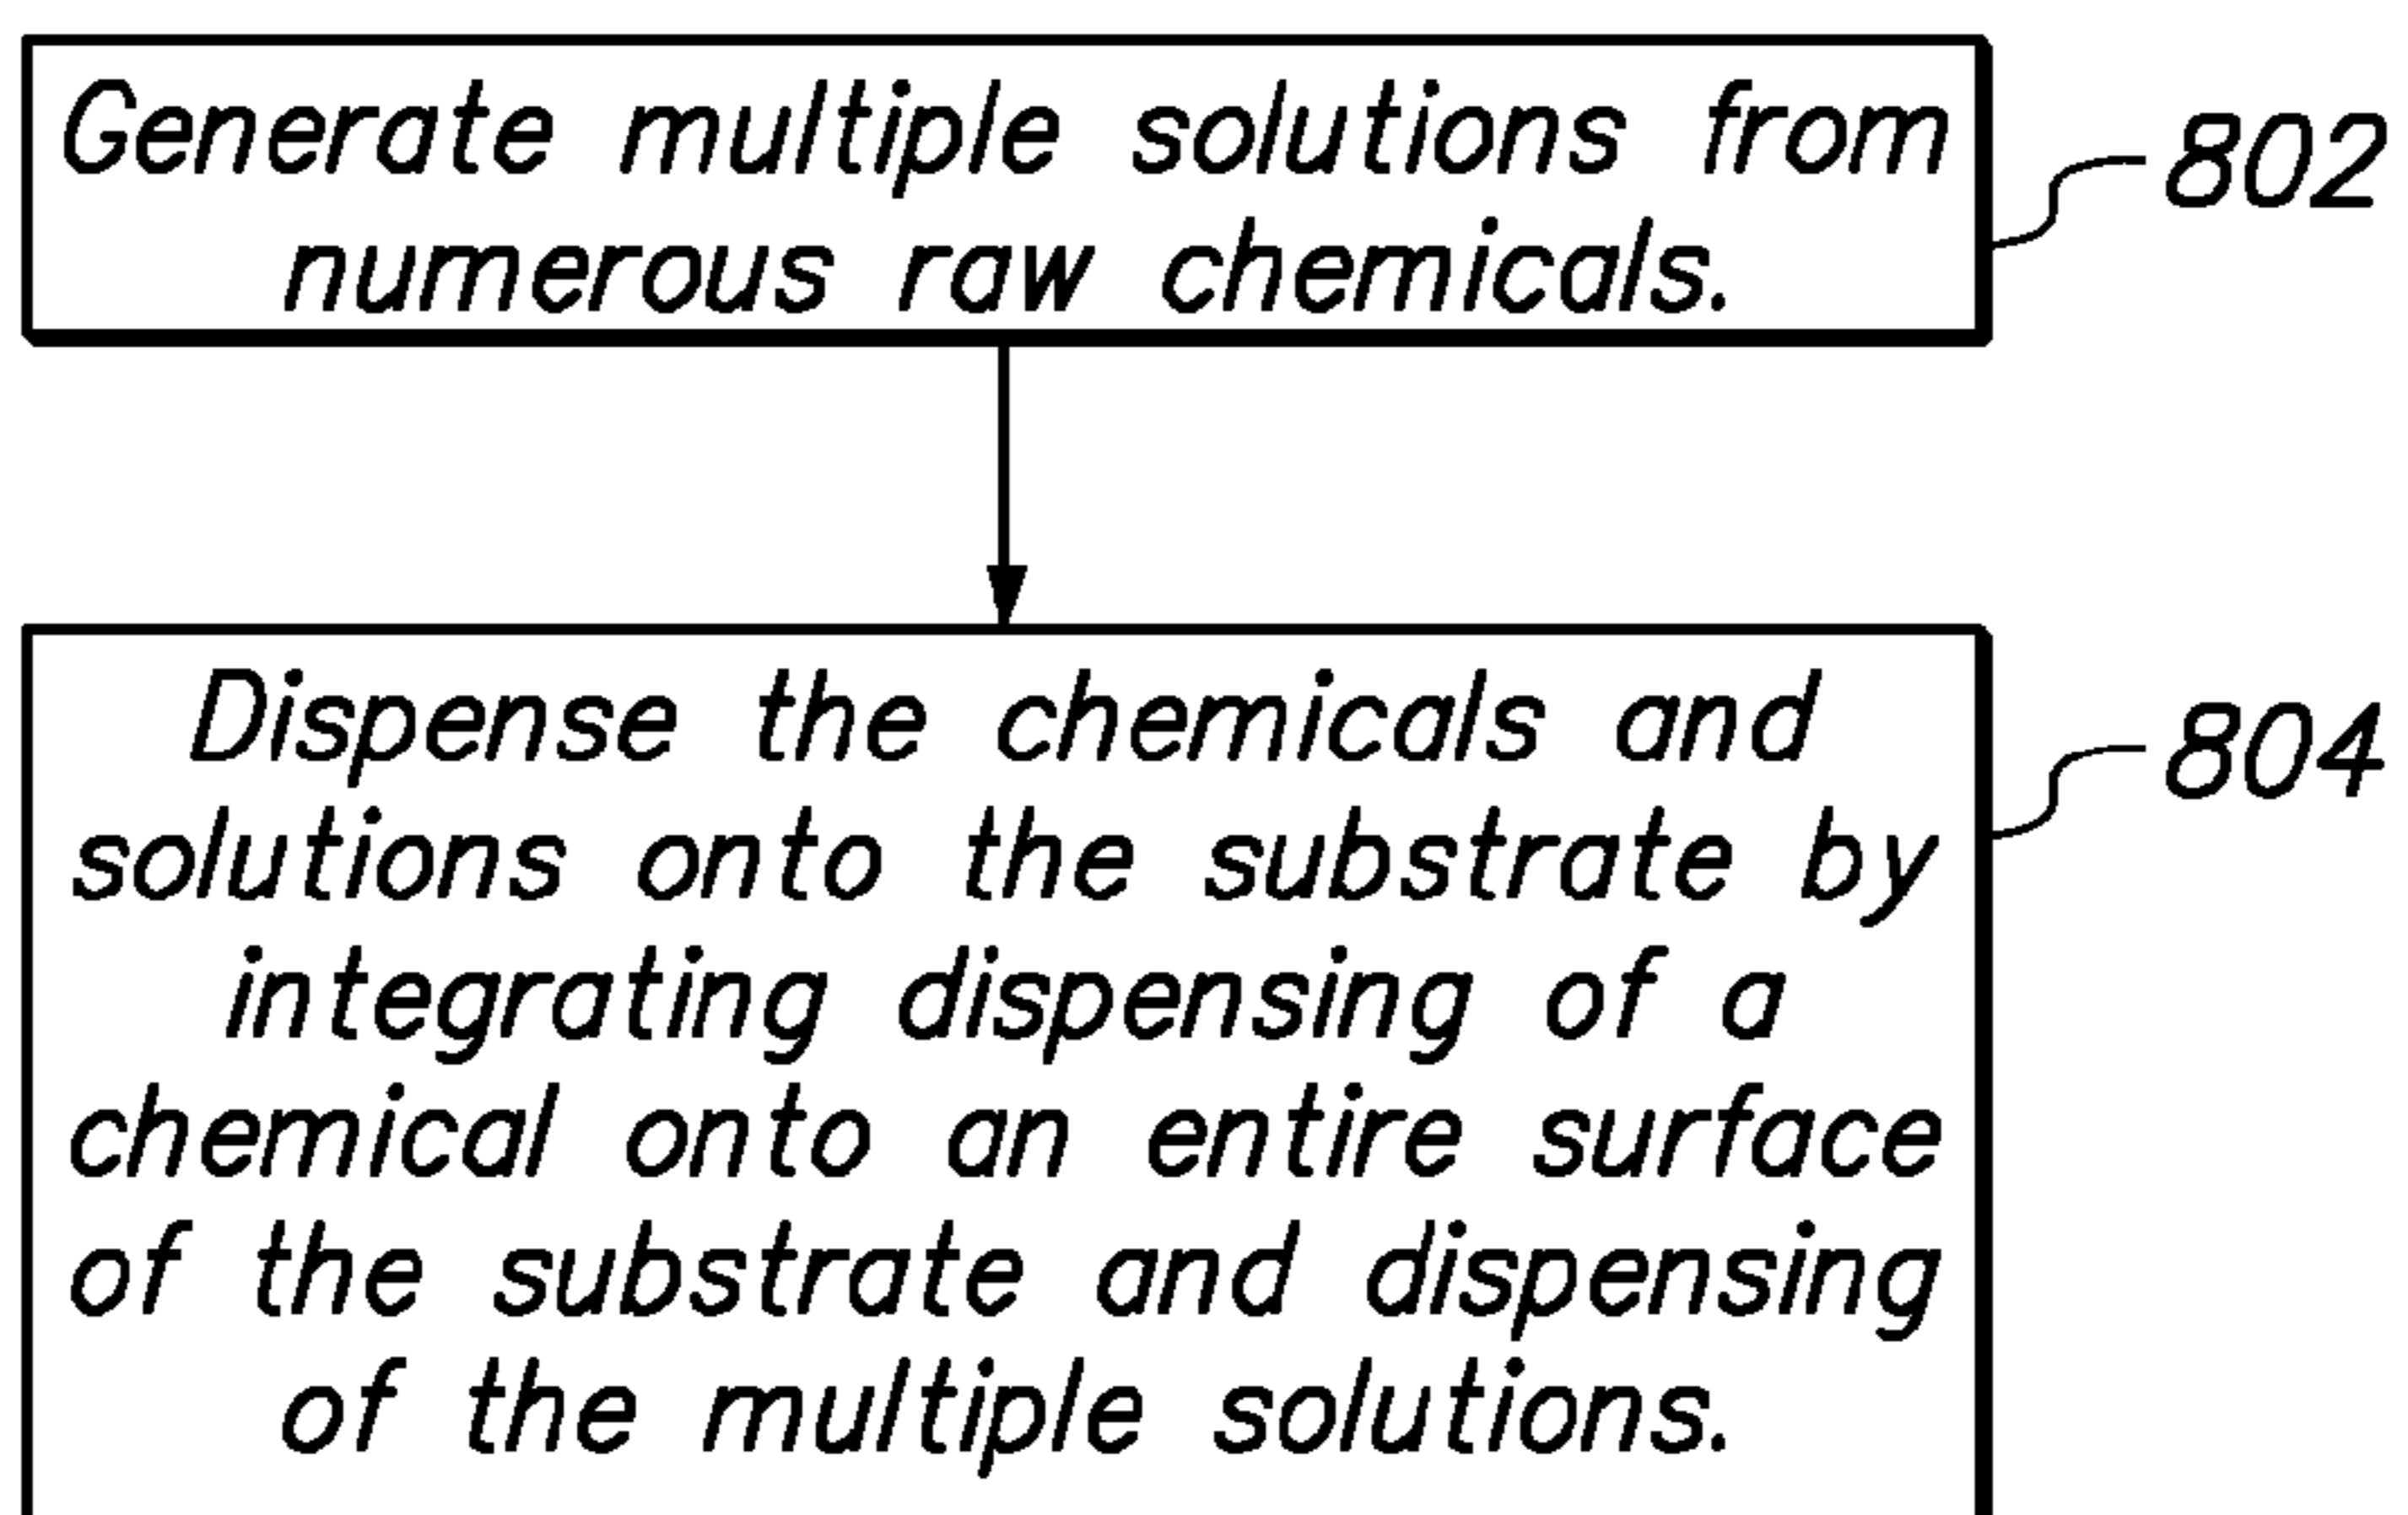 Generate multiple solutions from
numerous raw chemicals.
802
Dispense the chemicals and
solutions onto the substrate by
integrating dispensing of a
chemical onto an entire surface
of the substrate and dispensing
of the multiple solutions.
804